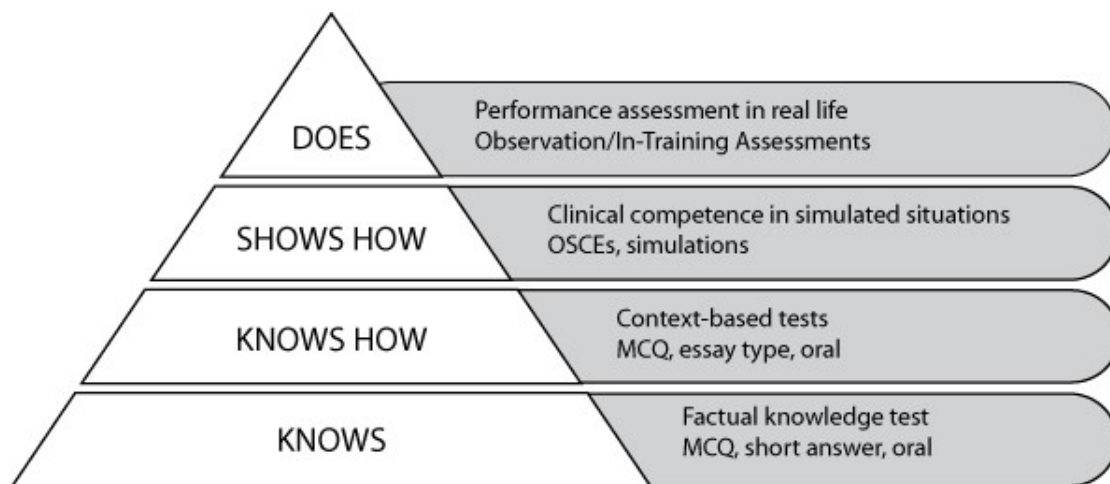 DOES
Performance assessment in real life
Observation/In-Training Assessments
SHOWS HOW
Clinical competence in simulated situations
OSCEs, simulations
KNOWS HOW
Context-based tests
MCQ, essay type, oral
KNOWS
Factual knowledge test
MCQ, short answer, oral